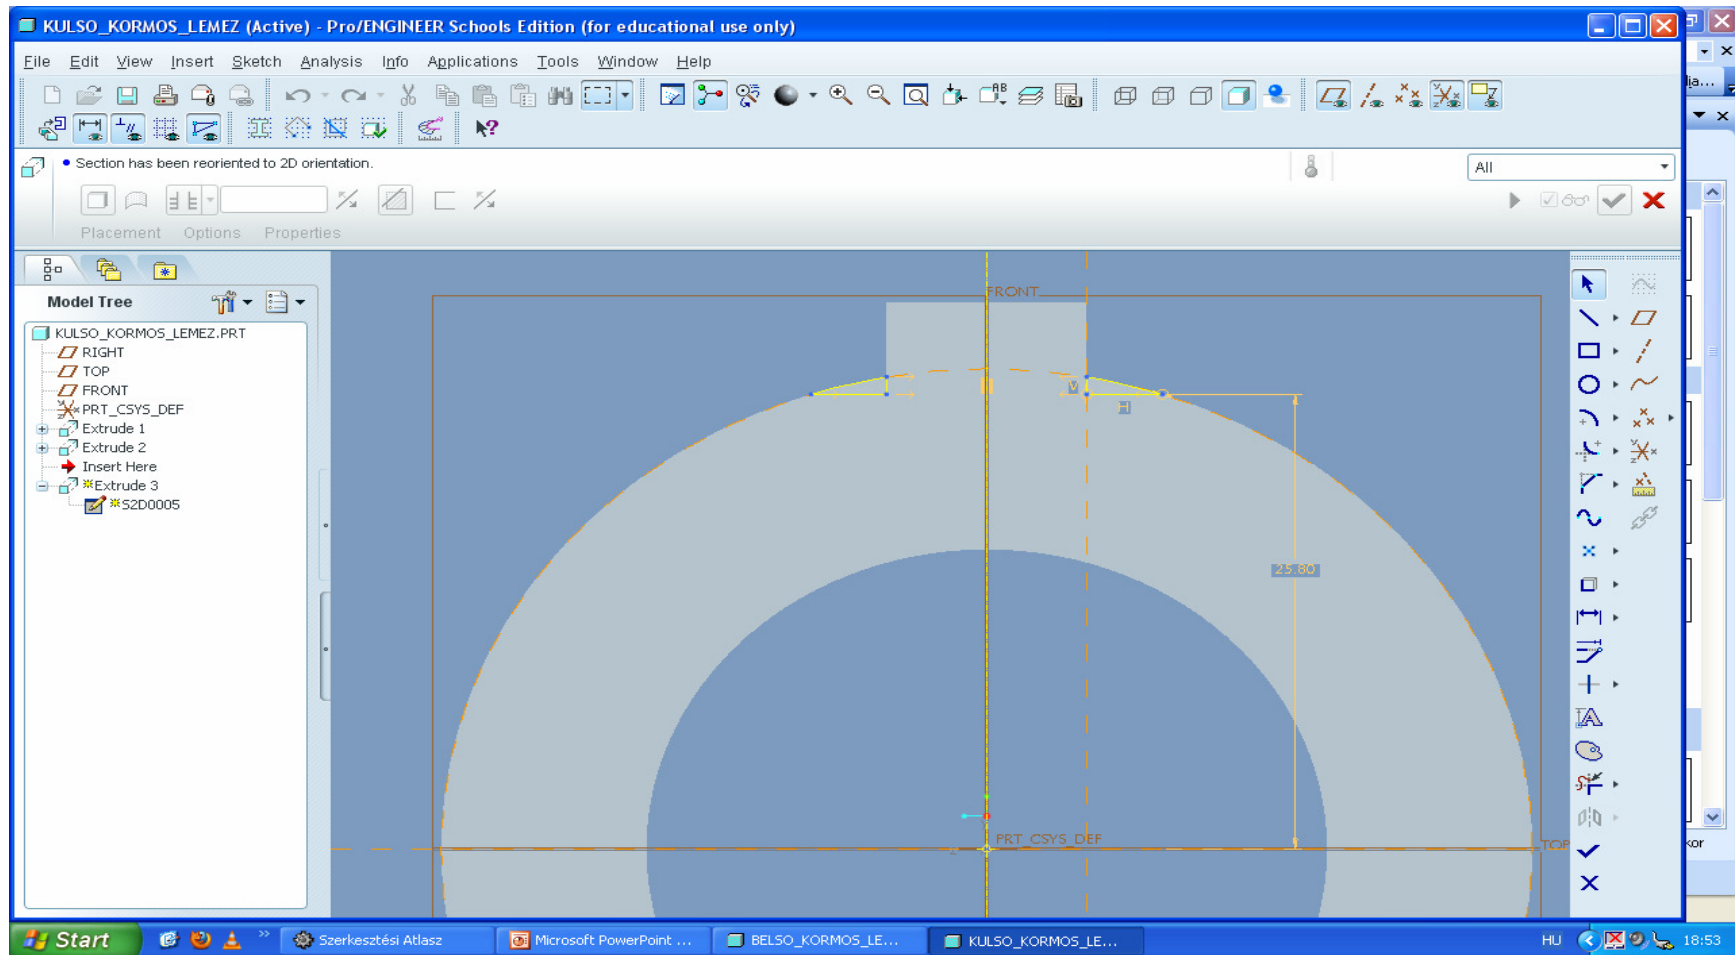 KULSO_KORMOS_LEMEZ (Active) - Pro/ENGINEER Schools Edition (for educational use only)
File Edit View Insert Sketch Analysis Info Applications Tools Window Help
Section has been reoriented to 2D orientation.
All
Placement Options Properties
Model Tree
KULSO_KORMOS_LEMEZ.PRT
RIGHT
TOP
FRONT
PRT_CSYS_DEF
Extrude 1
Extrude 2
Insert Here
Extrude 3
S2D0005
FRONT
V
H
25.80
PRT_CSYS_DEF
TOP
Start
Szerkesztési Atlasz
Microsoft PowerPoint ...
BELSO_KORMOS_LE...
KULSO_KORMOS_LE...
HU
18:53